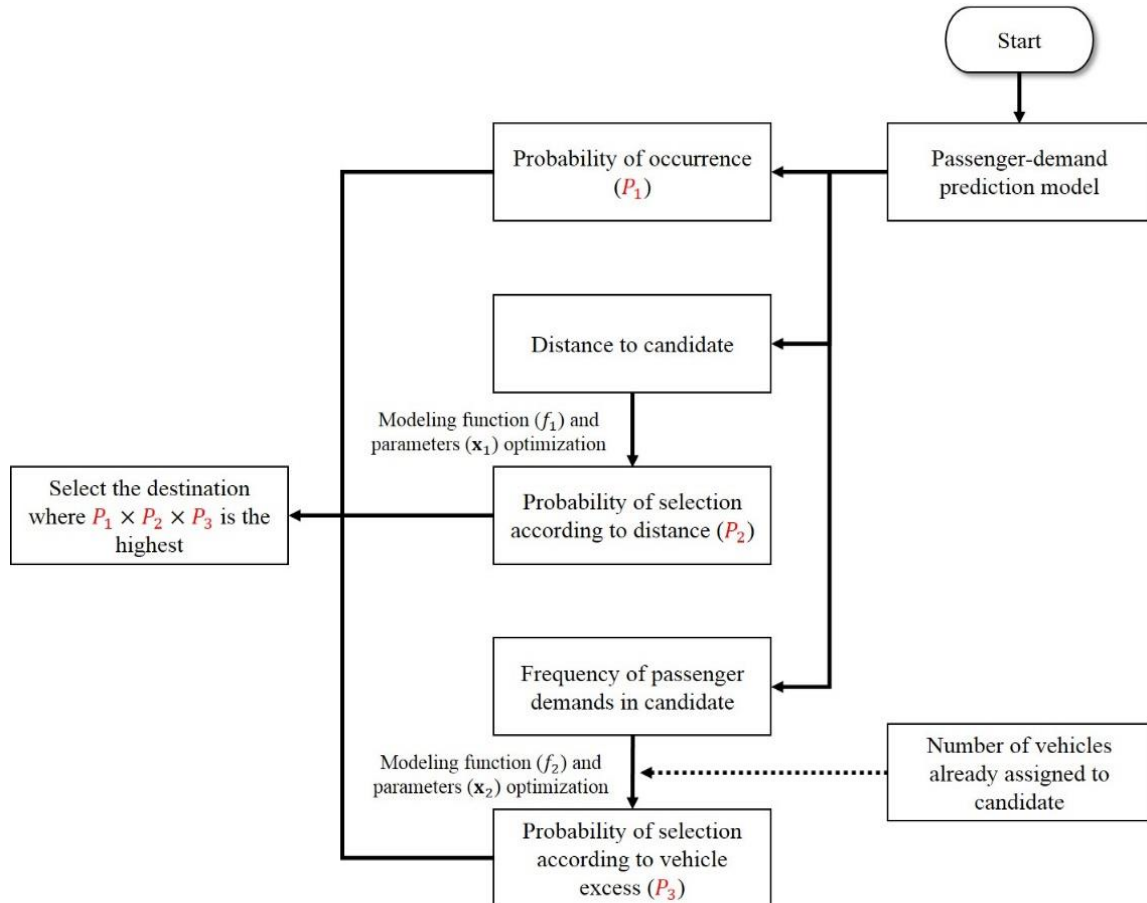 Start
Passenger-demand
prediction model
Probability of occurrence
(P₁)
Distance to candidate
Modeling function (f₁) and
parameters (x₁) optimization
Probability of selection
according to distance (P₂)
Select the destination
where P₁ × P₂ × P₃ is the
highest
Frequency of passenger
demands in candidate
Modeling function (f₂) and
parameters (x₂) optimization
Number of vehicles
already assigned to
candidate
Probability of selection
according to vehicle
excess (P₃)